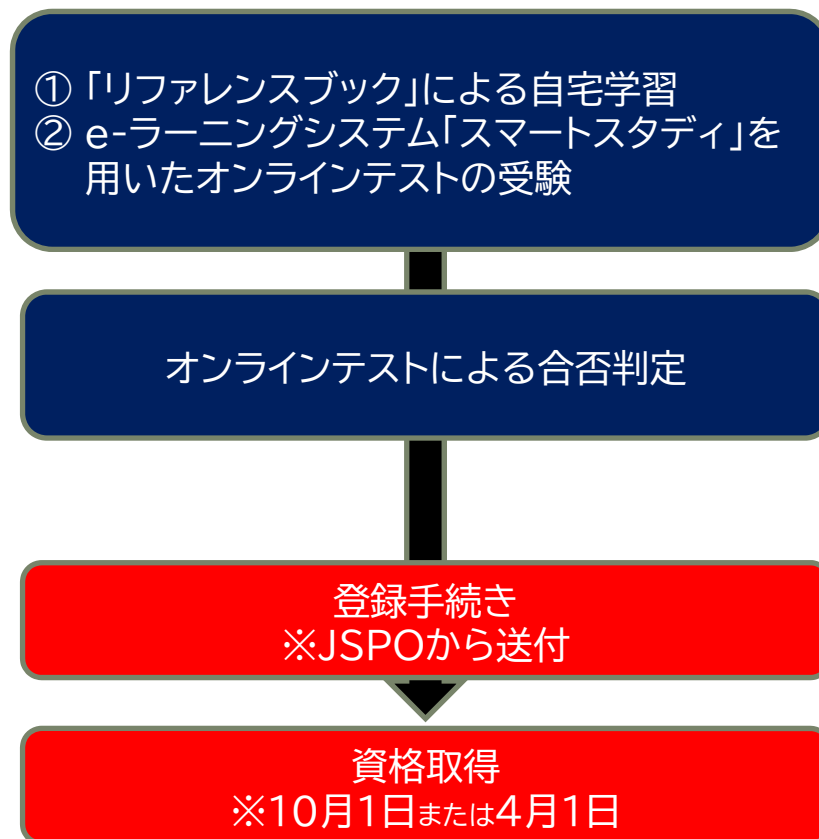 ① 「リファレンスブック」による自宅学習
② e-ラーニングシステム「スマートスタディ」を
用いたオンラインテストの受験
オンラインテストによる合否判定
登録手続き
※JSPOから送付
資格取得
※10月1日または4月1日